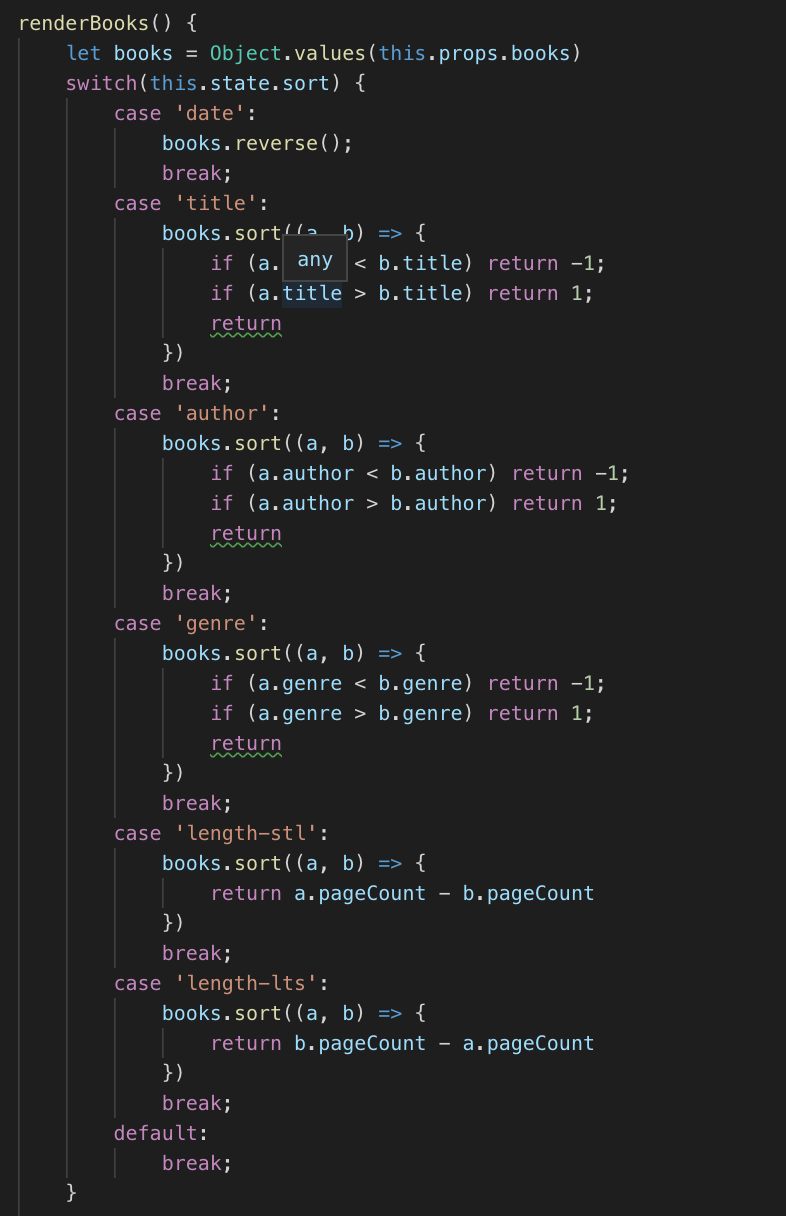 renderBooks() {
    let books = Object.values(this.props.books)
    switch(this.state.sort) {
        case 'date':
            books.reverse();
            break;
        case 'title':
            books.sort((a, b) => {
                if (a. any < b.title) return -1;
                if (a.title > b.title) return 1;
                return
            })
            break;
        case 'author':
            books.sort((a, b) => {
                if (a.author < b.author) return -1;
                if (a.author > b.author) return 1;
                return
            })
            break;
        case 'genre':
            books.sort((a, b) => {
                if (a.genre < b.genre) return -1;
                if (a.genre > b.genre) return 1;
                return
            })
            break;
        case 'length-stl':
            books.sort((a, b) => {
                return a.pageCount - b.pageCount
            })
            break;
        case 'length-lts':
            books.sort((a, b) => {
                return b.pageCount - a.pageCount
            })
            break;
        default:
            break;
    }